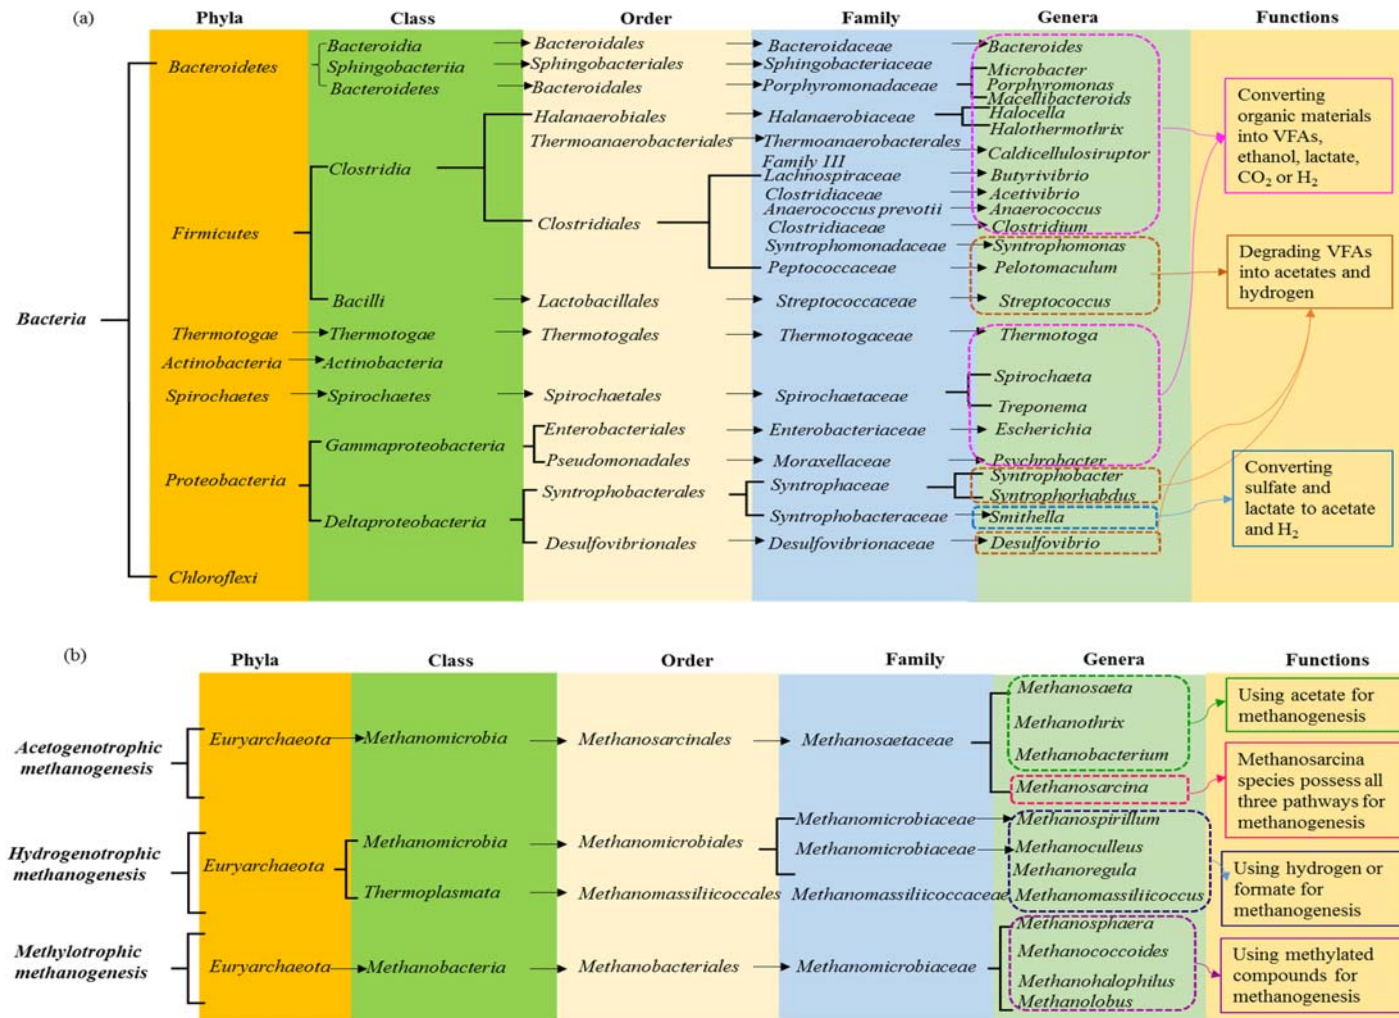 (a)
Phyla Class Order Family Genera Functions
Bacteria
Bacteroidetes
Firmicutes
Thermotogae
Actinobacteria
Spirochaetes
Proteobacteria
Chloroflexi
Bacteroidia
Sphingobacteriia
Bacteroidetes
Clostridia
Bacilli
Thermotogae
Actinobacteria
Spirochaetes
Gammaproteobacteria
Deltaproteobacteria
Bacteroidales
Sphingobacteriales
Bacteroidales
Halanaerobiales
Thermoanaerobacteriales
Clostridiales
Lactobacillales
Thermotogales
Spirochaetales
Enterobacteriales
Pseudomonadales
Syntrophobacterales
Desulfovibrionales
Bacteroidaceae
Sphingobacteriaceae
Porphyromonadaceae
Halanaerobiaceae
Thermoanaerobacterales
Family III
Lachnospiraceae
Clostridiaceae
Anaerococcus prevotii
Clostridiaceae
Syntrophomonadaceae
Peptococcaceae
Streptococcaceae
Thermotogaceae
Spirochaetaceae
Enterobacteriaceae
Moraxellaceae
Syntrophaceae
Syntrophobacteraceae
Desulfovibrionaceae
Bacteroides
Microbacter
Porphyromonas
Macellibacteroids
Halocella
Halothermothrix
Caldicellulosiruptor
Butyrivibrio
Acetivibrio
Anaerococcus
Clostridium
Syntrophomonas
Pelotomaculum
Streptococcus
Thermotoga
Spirochaeta
Treponema
Escherichia
Psychrobacter
Syntrophobacter
Syntrophorhabdus
Smithella
Desulfovibrio
Converting
organic materials
into VFAs,
ethanol, lactate,
CO₂ or H₂
Degrading VFAs
into acetates and
hydrogen
Converting
sulfate and
lactate to acetate
and H₂
(b)
Phyla Class Order Family Genera Functions
Acetogenotrophic
methanogenesis
Hydrogenotrophic
methanogenesis
Methylotrophic
methanogenesis
Euryarchaeota
Euryarchaeota
Euryarchaeota
Methanomicrobia
Methanomicrobia
Thermoplasmata
Methanobacteria
Methanosarcinales
Methanomicrobiales
Methanomassiliicoccales
Methanobacteriales
Methanosaetaceae
Methanomicrobiaceae
Methanomicrobiaceae
Methanomassiliicoccaceae
Methanomicrobiaceae
Methanosaeta
Methanothrix
Methanobacterium
Methanosarcina
Methanospirillum
Methanoculleus
Methanoregula
Methanomassiliicoccus
Methanosphaera
Methanococcoides
Methanohalophilus
Methanolobus
Using acetate for
methanogenesis
Methanosarcina
species possess all
three pathways for
methanogenesis
Using hydrogen or
formate for
methanogenesis
Using methylated
compounds for
methanogenesis